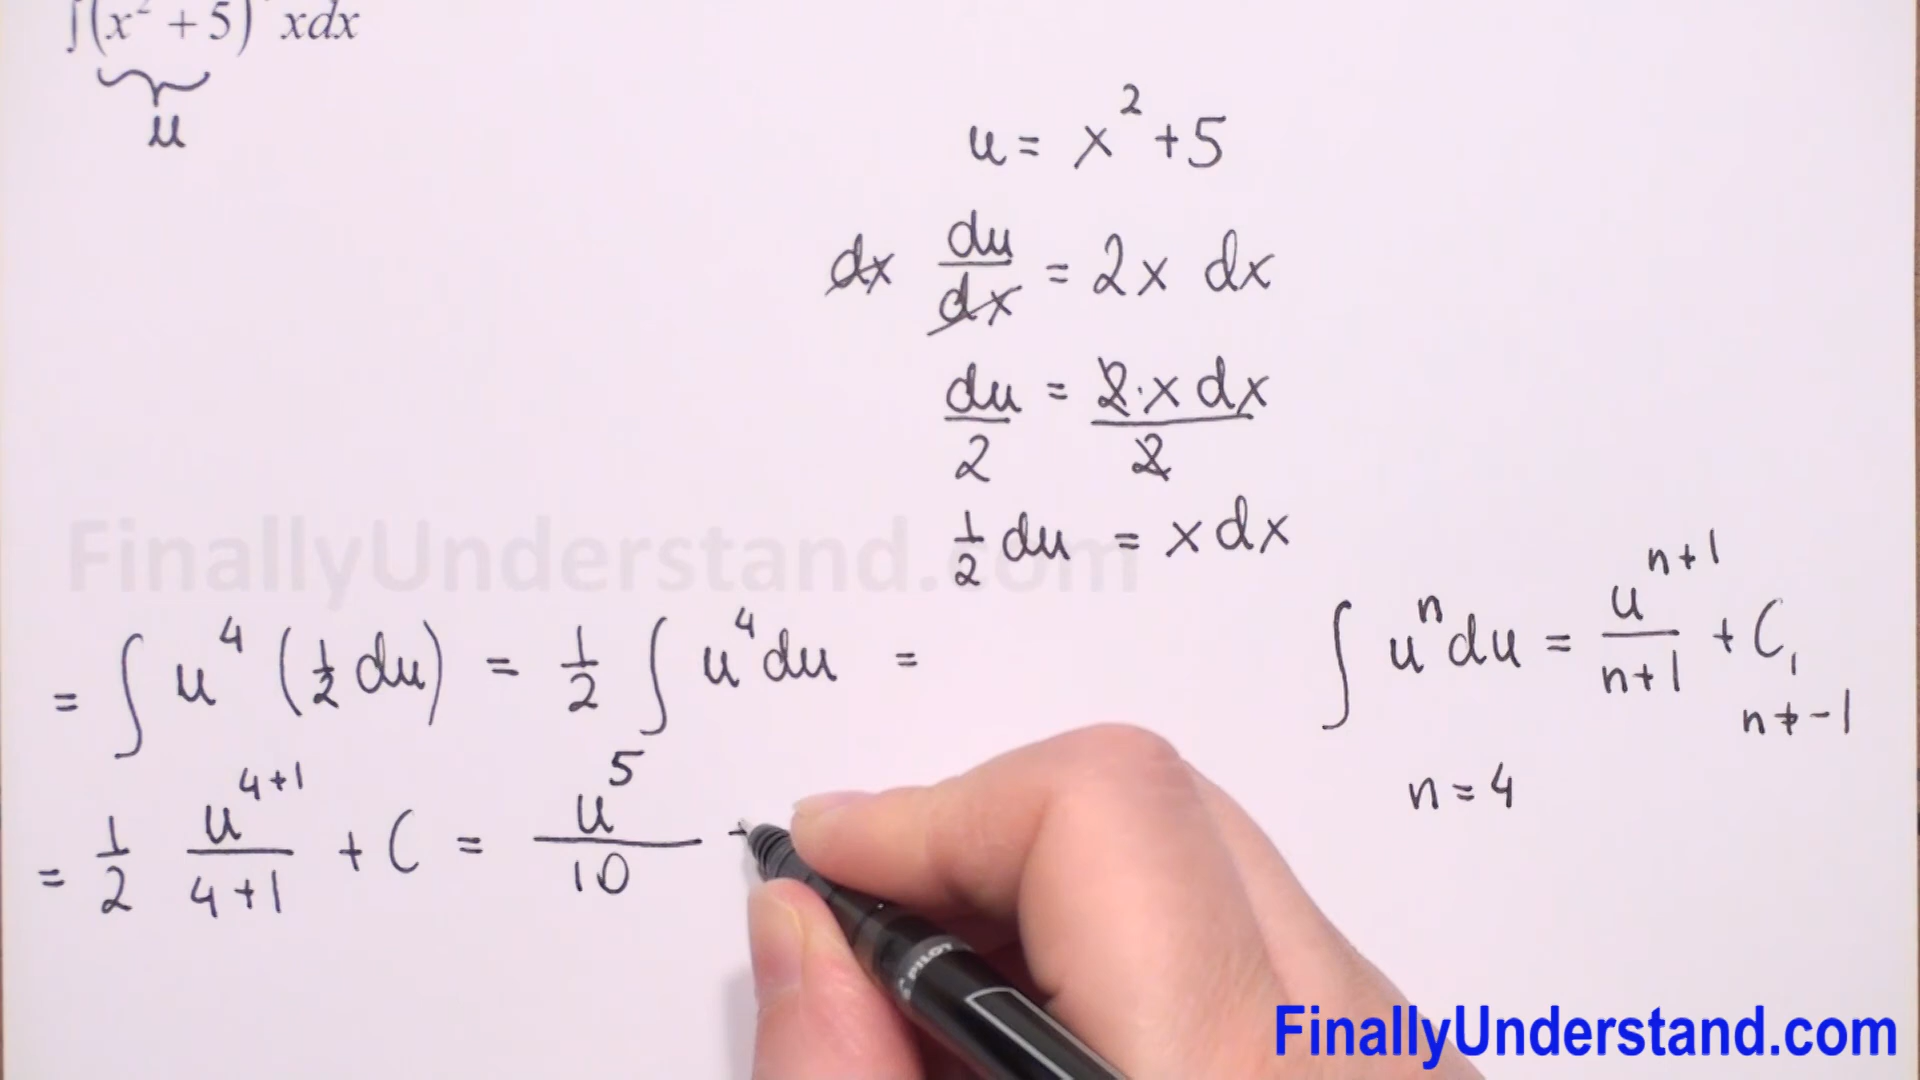 ∫(x² + 5) xdx
u
u = x² + 5
dx du/dx = 2x dx
du/2 = 2·x dx/2
½ du = x dx
FinallyUnderstand.com
= ∫ u⁴ (½ du) = ½ ∫ u⁴ du =
∫ uⁿ du = uⁿ⁺¹/n+1 + C,
n ≠ -1
n = 4
= ½ u⁴⁺¹/4+1 + C = u⁵/10
PILOT
FinallyUnderstand.com